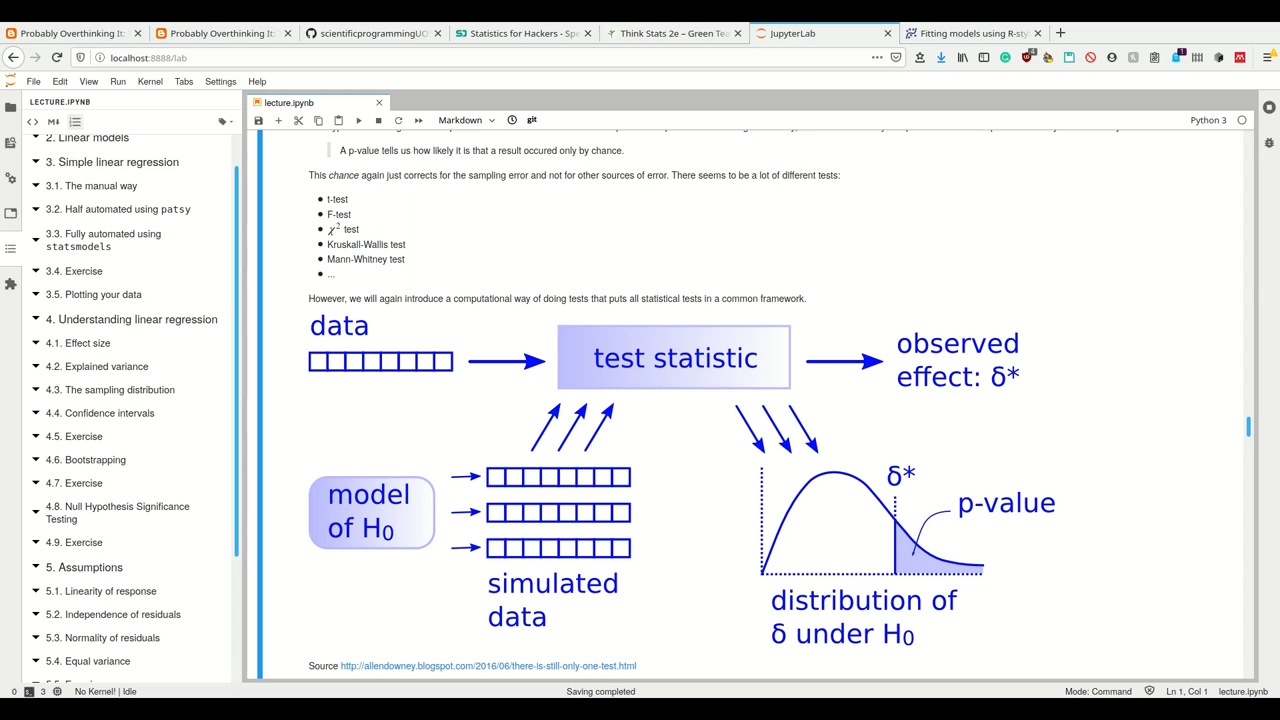 Probably Overthinking It:
Probably Overthinking It:
scientificprogrammingUO
Statistics for Hackers - Spe
Think Stats 2e – Green Tea
JupyterLab
Fitting models using R-styl
localhost:8888/lab
File Edit View Run Kernel Tabs Settings Help
LECTURE.IPYNB
lecture.ipynb
Markdown
git
Python 3
2. Linear models
3. Simple linear regression
3.1. The manual way
3.2. Half automated using patsy
3.3. Fully automated using
statsmodels
3.4. Exercise
3.5. Plotting your data
4. Understanding linear regression
4.1. Effect size
4.2. Explained variance
4.3. The sampling distribution
4.4. Confidence intervals
4.5. Exercise
4.6. Bootstrapping
4.7. Exercise
4.8. Null Hypothesis Significance
Testing
4.9. Exercise
5. Assumptions
5.1. Linearity of response
5.2. Independence of residuals
5.3. Normality of residuals
5.4. Equal variance
A p-value tells us how likely it is that a result occured only by chance.
This chance again just corrects for the sampling error and not for other sources of error. There seems to be a lot of different tests:
• t-test
• F-test
• χ² test
• Kruskall-Wallis test
• Mann-Whitney test
• ...
However, we will again introduce a computational way of doing tests that puts all statistical tests in a common framework.
data
test statistic
observed
effect: δ*
model
of H₀
simulated
data
δ*
p-value
distribution of
δ under H₀
Source http://allendowney.blogspot.com/2016/06/there-is-still-only-one-test.html
0 3 No Kernel! | Idle
Saving completed
Mode: Command
Ln 1, Col 1
lecture.ipynb